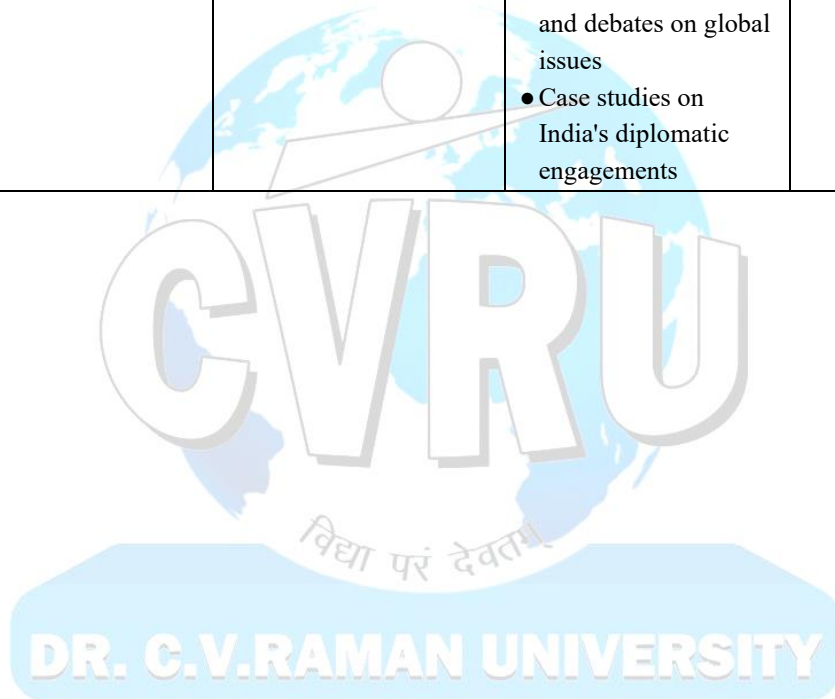 and debates on global
issues
● Case studies on
India's diplomatic
engagements
CVRU
विद्या परं देवतम्
DR. C.V.RAMAN UNIVERSITY